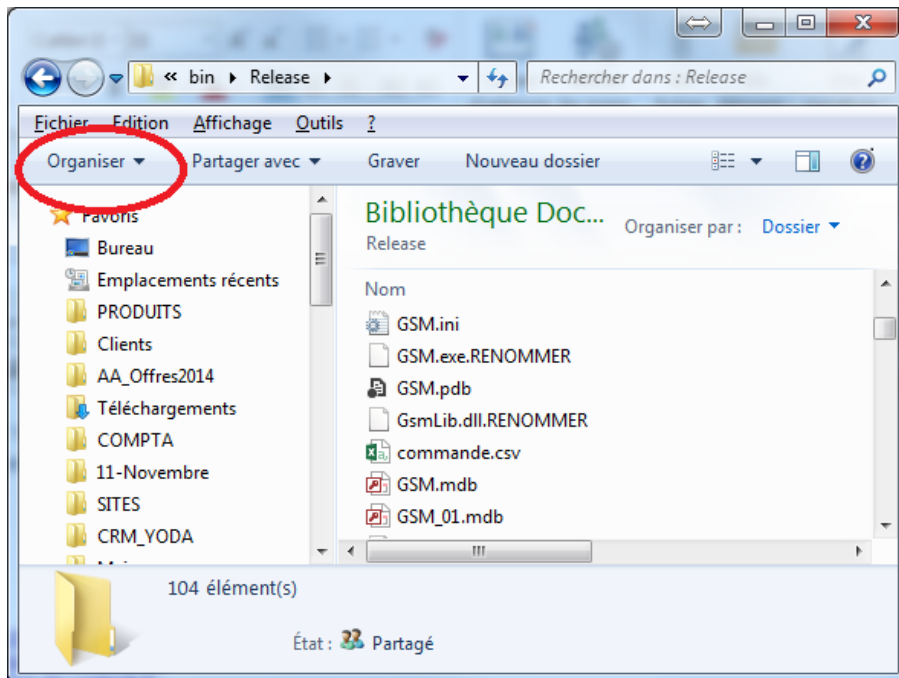 « bin ▸ Release ▸ Rechercher dans : Release
Fichier Edition Affichage Outils ?
Organiser ▾ Partager avec ▾ Graver Nouveau dossier
Favoris
Bureau
Emplacements récents
PRODUITS
Clients
AA_Offres2014
Téléchargements
COMPTA
11-Novembre
SITES
CRM_YODA
Bibliothèque Doc...
Release
Organiser par : Dossier ▾
Nom
GSM.ini
GSM.exe.RENOMMER
GSM.pdb
GsmLib.dll.RENOMMER
commande.csv
GSM.mdb
GSM_01.mdb
104 élément(s)
État : Partagé